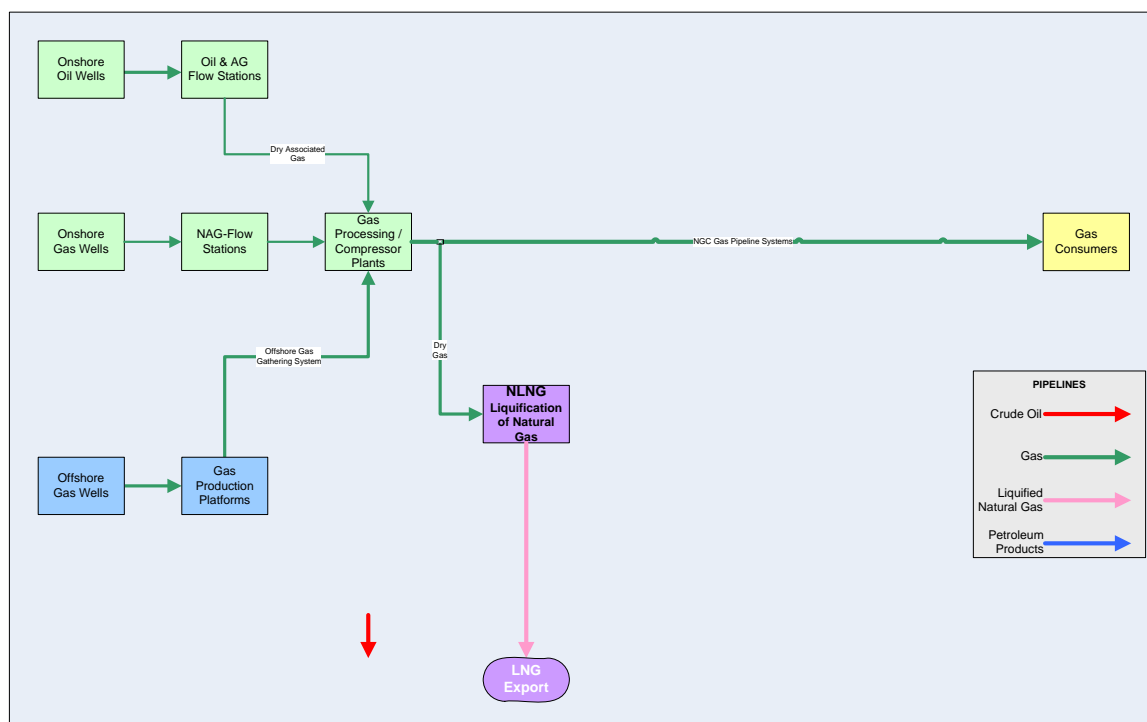 Onshore
Oil Wells
Oil & AG
Flow Stations
Dry Associated
Gas
Onshore
Gas Wells
NAG-Flow
Stations
Gas
Processing /
Compressor
Plants
NGC Gas Pipeline Systems
Gas
Consumers
Offshore Gas
Gathering System
Dry
Gas
NLNG
Liquification
of Natural
Gas
PIPELINES
Crude Oil
Gas
Liquified
Natural Gas
Petroleum
Products
Offshore
Gas Wells
Gas
Production
Platforms
LNG
Export